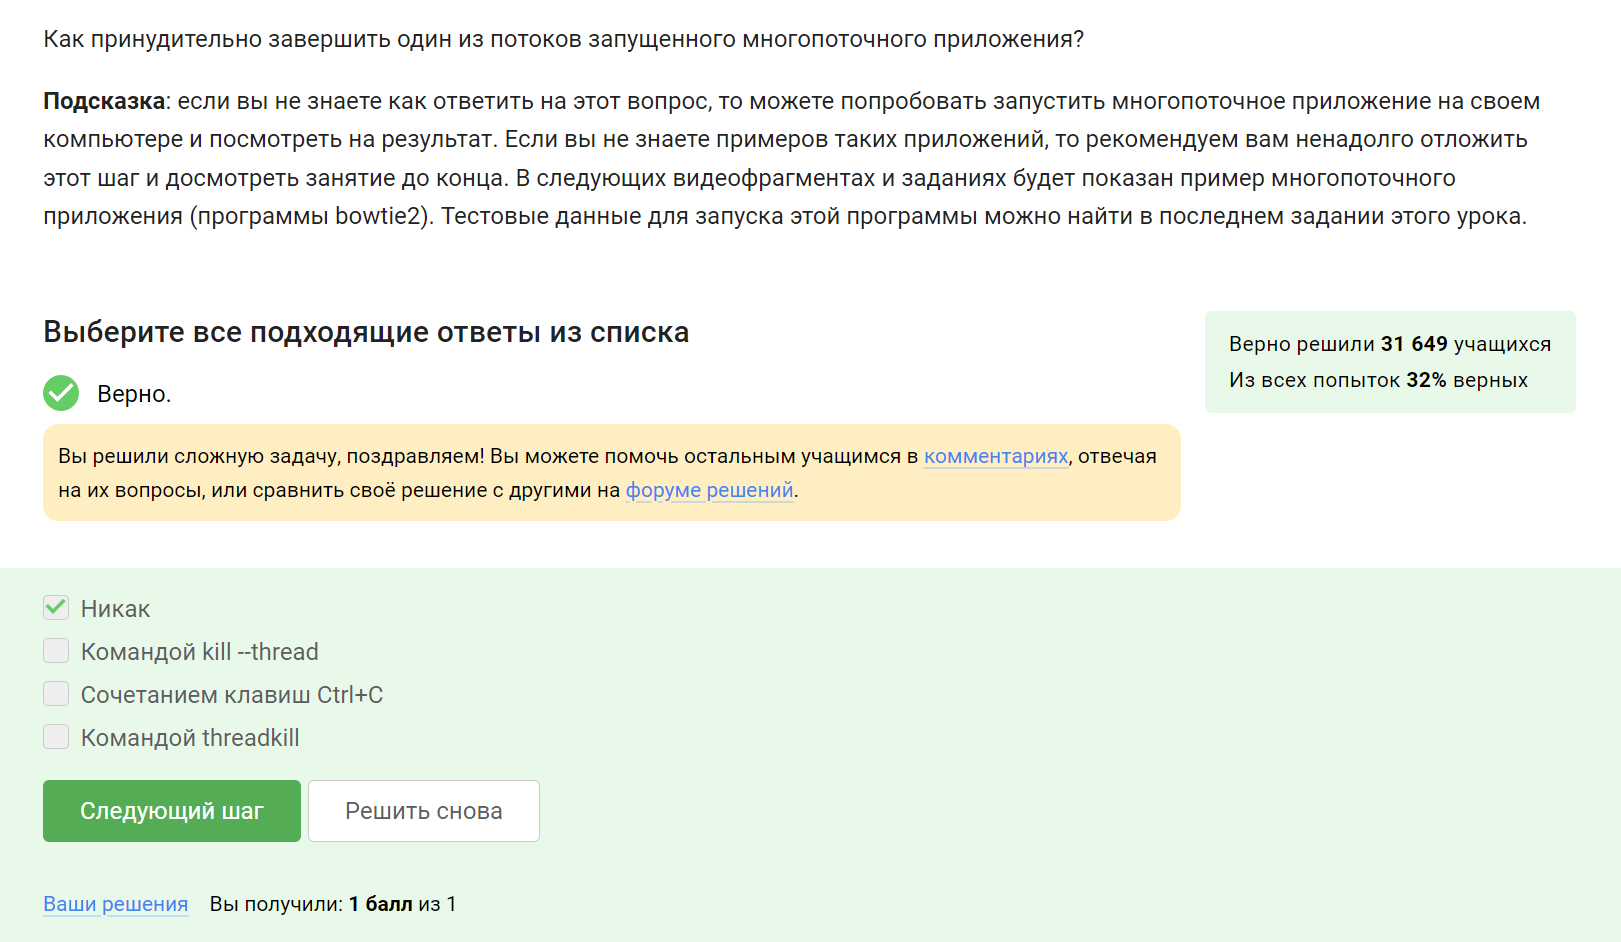 Как принудительно завершить один из потоков запущенного многопоточного приложения?
Подсказка: если вы не знаете как ответить на этот вопрос, то можете попробовать запустить многопоточное приложение на своем
компьютере и посмотреть на результат. Если вы не знаете примеров таких приложений, то рекомендуем вам ненадолго отложить
этот шаг и досмотреть занятие до конца. В следующих видеофрагментах и заданиях будет показан пример многопоточного
приложения (программы bowtie2). Тестовые данные для запуска этой программы можно найти в последнем задании этого урока.
Выберите все подходящие ответы из списка
Верно решили 31 649 учащихся
Из всех попыток 32% верных
Верно.
Вы решили сложную задачу, поздравляем! Вы можете помочь остальным учащимся в комментариях, отвечая
на их вопросы, или сравнить своё решение с другими на форуме решений.
Никак
Командой kill --thread
Сочетанием клавиш Ctrl+C
Командой threadkill
Следующий шаг
Решить снова
Ваши решения
Вы получили: 1 балл из 1